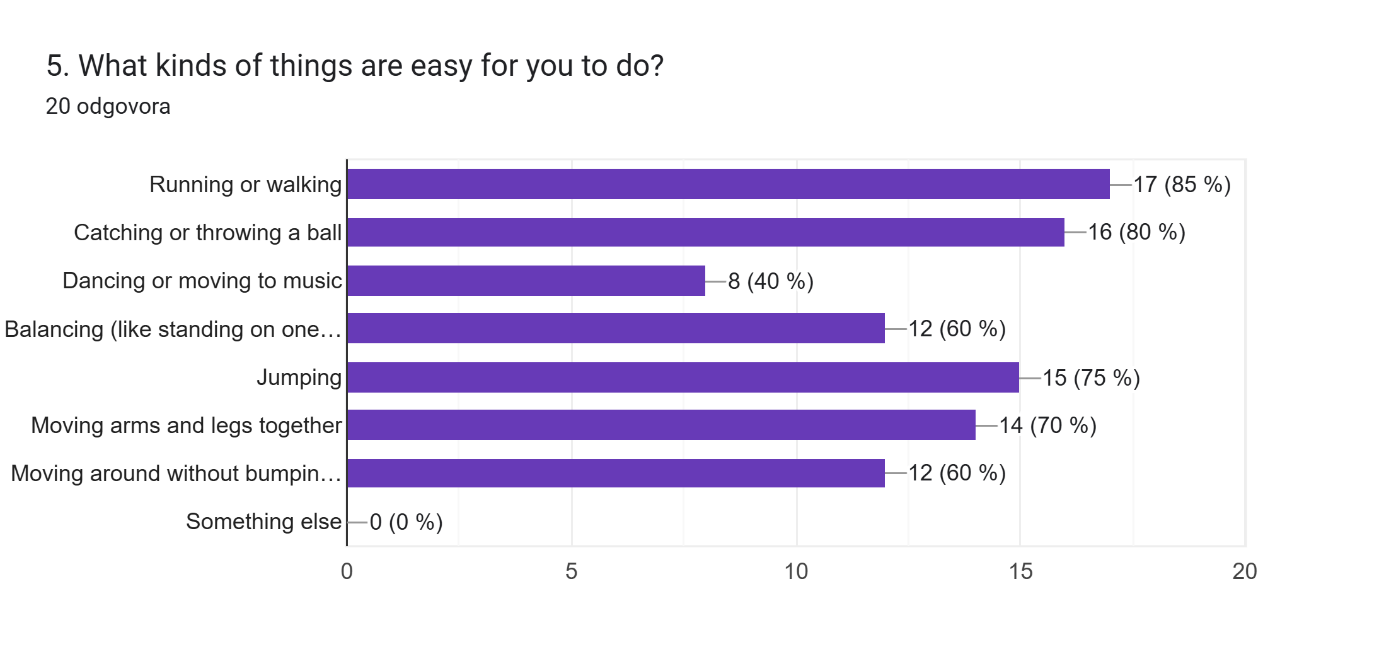 5. What kinds of things are easy for you to do?
20 odgovora
Running or walking 17 (85 %)
Catching or throwing a ball 16 (80 %)
Dancing or moving to music 8 (40 %)
Balancing (like standing on one… 12 (60 %)
Jumping 15 (75 %)
Moving arms and legs together 14 (70 %)
Moving around without bumpin… 12 (60 %)
Something else 0 (0 %)
0 5 10 15 20